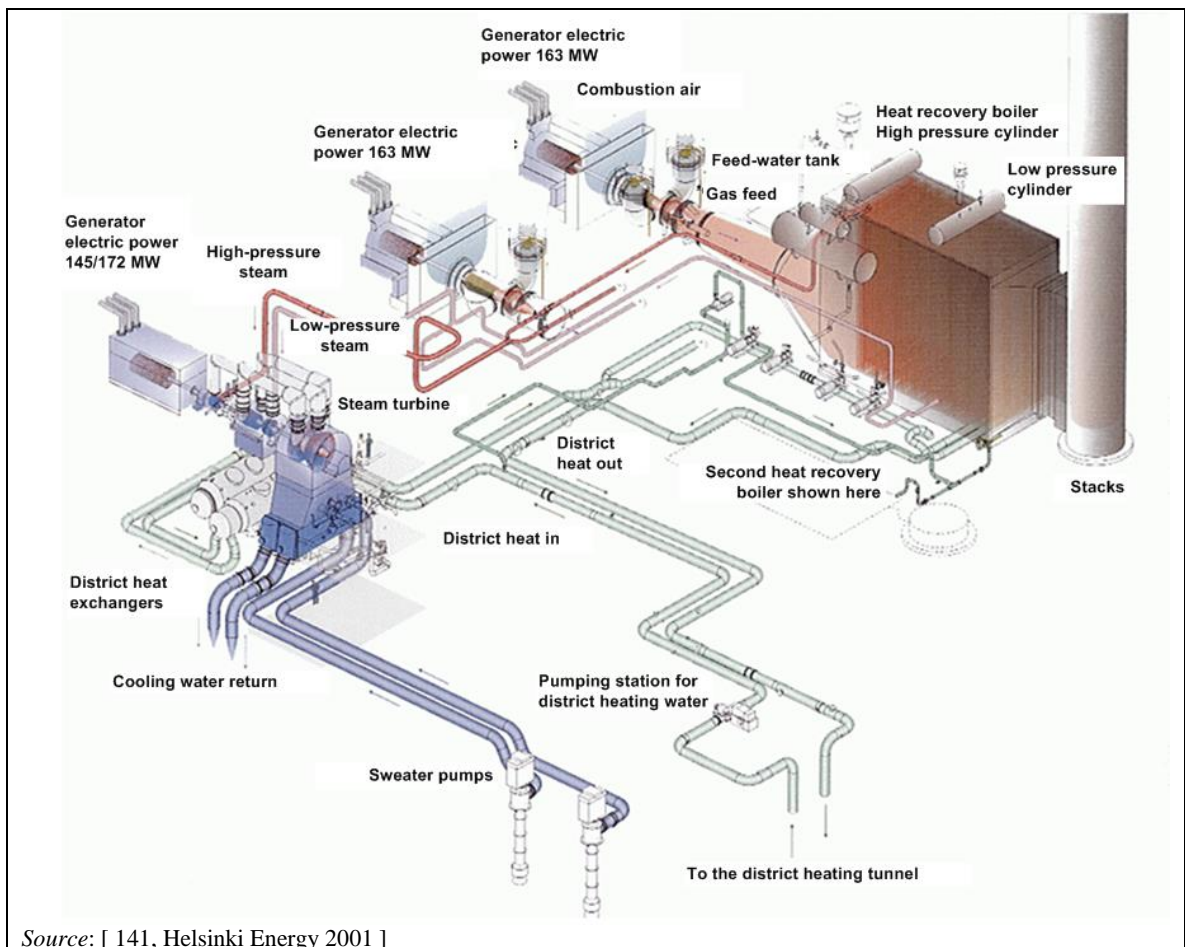 Generator electric
power 163 MW
Combustion air
Generator electric
power 163 MW
Heat recovery boiler
High pressure cylinder
Feed-water tank
Low pressure
cylinder
Gas feed
Generator
electric power
145/172 MW
High-pressure
steam
Low-pressure
steam
Steam turbine
District
heat out
Second heat recovery
boiler shown here
Stacks
District heat in
District heat
exchangers
Cooling water return
Pumping station for
district heating water
Sweater pumps
To the district heating tunnel
Source: [ 141, Helsinki Energy 2001 ]